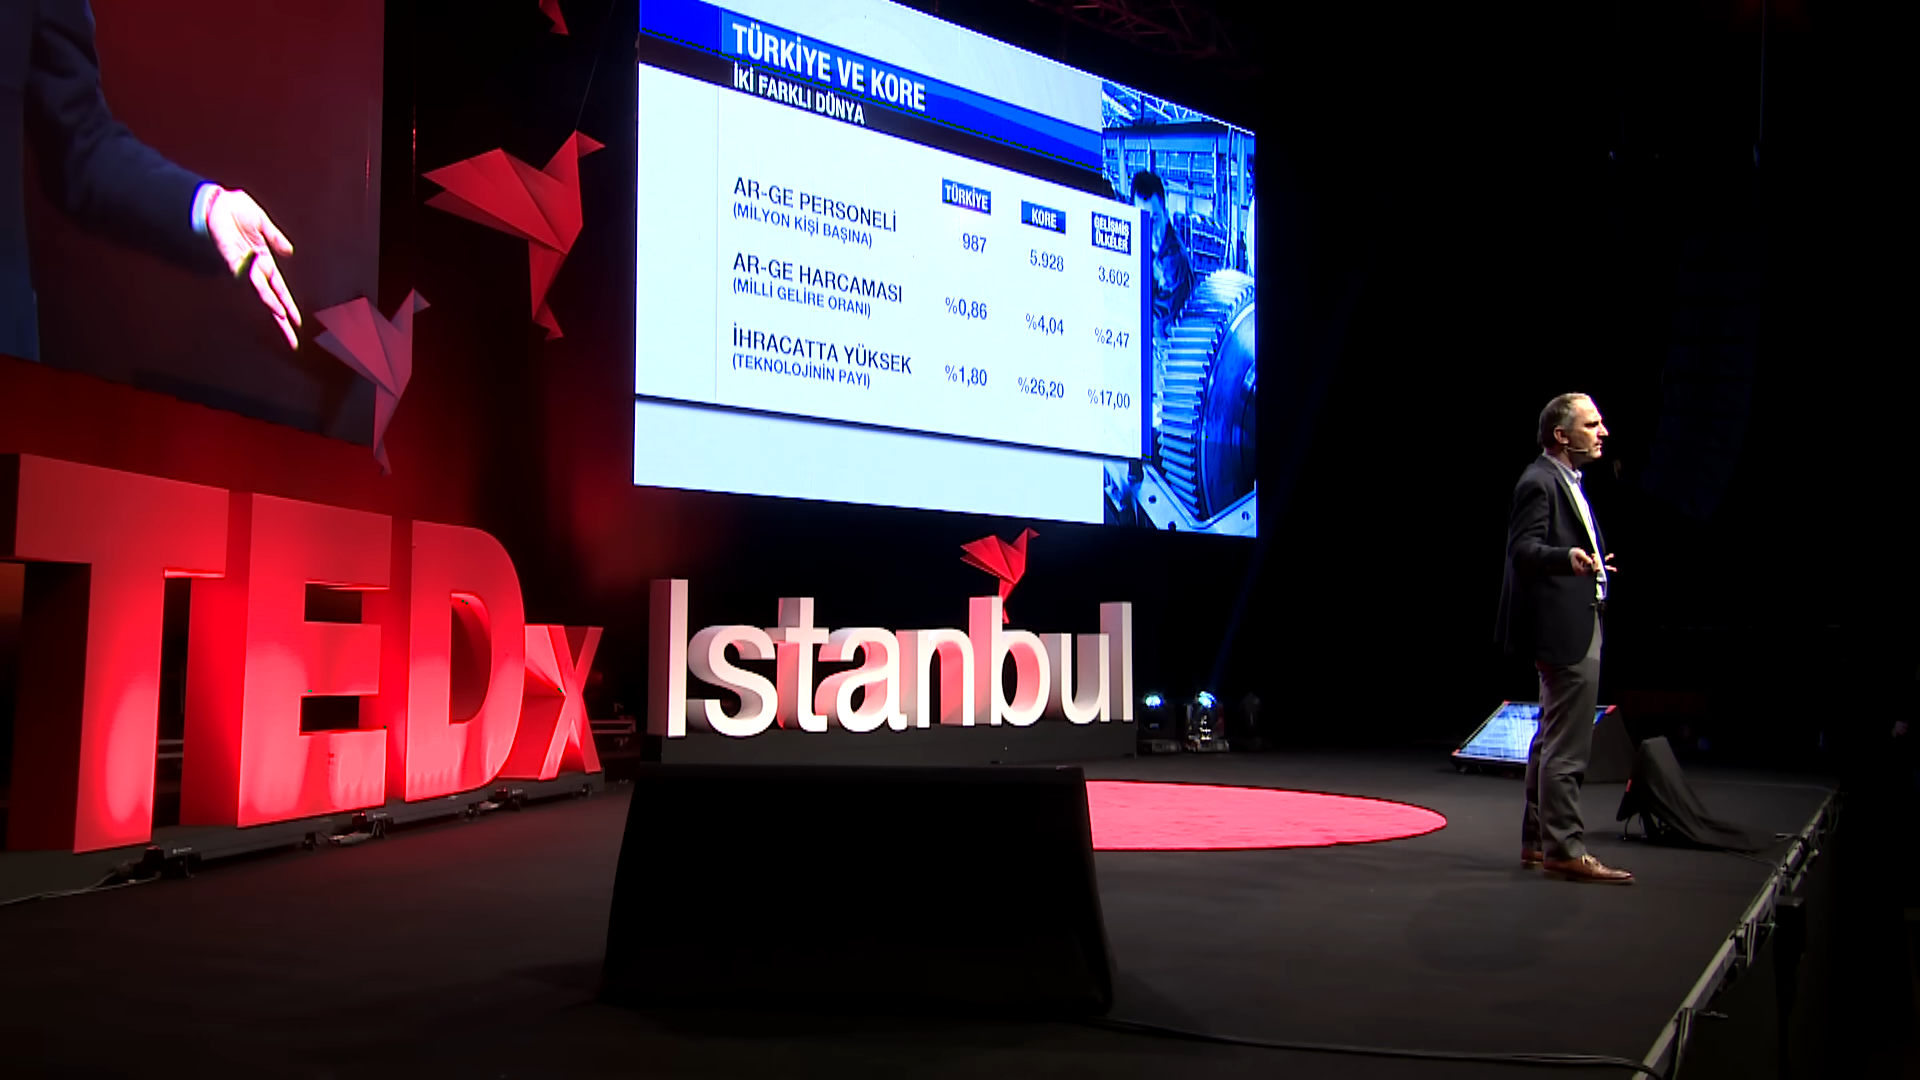 TÜRKİYE VE KORE
İKİ FARKLI DÜNYA
TÜRKİYE KORE GELİŞMİŞ ÜLKELER
AR-GE PERSONELİ 987 5.928 3.602
(MİLYON KİŞİ BAŞINA)
AR-GE HARCAMASI %0,86 %4,04 %2,47
(MİLLİ GELİRE ORANI)
İHRACATTA YÜKSEK %1,80 %26,20 %17,00
(TEKNOLOJİNİN PAYI)
TEDx Istanbul